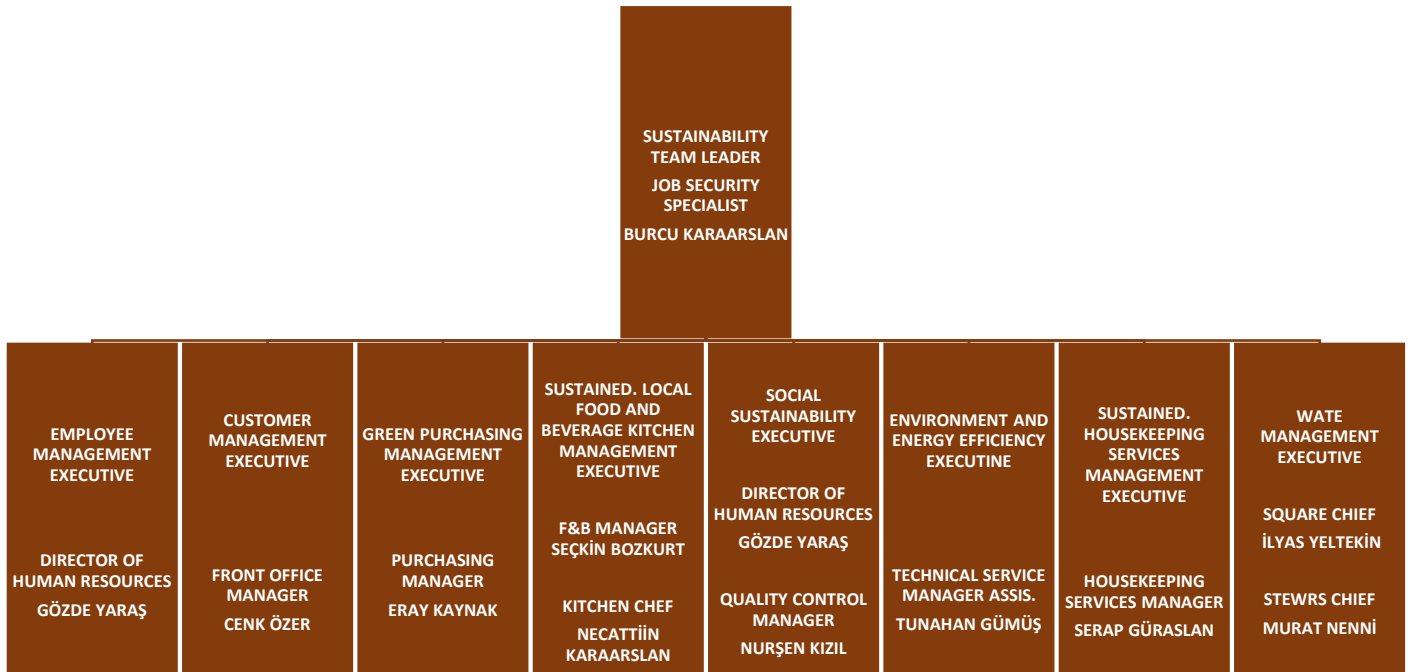 SUSTAINABILITY
TEAM LEADER
JOB SECURITY
SPECIALIST
BURCU KARAARSLAN
EMPLOYEE
MANAGEMENT
EXECUTIVE
DIRECTOR OF
HUMAN RESOURCES
GÖZDE YARAŞ
CUSTOMER
MANAGEMENT
EXECUTIVE
FRONT OFFICE
MANAGER
CENK ÖZER
GREEN PURCHASING
MANAGEMENT
EXECUTIVE
PURCHASING
MANAGER
ERAY KAYNAK
SUSTAINED. LOCAL
FOOD AND
BEVERAGE KITCHEN
MANAGEMENT
EXECUTIVE
F&B MANAGER
SEÇKİN BOZKURT
KITCHEN CHEF
NECATTİİN
KARAARSLAN
SOCIAL
SUSTAINABILITY
EXECUTIVE
DIRECTOR OF
HUMAN RESOURCES
GÖZDE YARAŞ
QUALITY CONTROL
MANAGER
NURŞEN KIZIL
ENVIRONMENT AND
ENERGY EFFICIENCY
EXECUTINE
TECHNICAL SERVICE
MANAGER ASSIS.
TUNAHAN GÜMÜŞ
SUSTAINED.
HOUSEKEEPING
SERVICES
MANAGEMENT
EXECUTIVE
HOUSEKEEPING
SERVICES MANAGER
SERAP GÜRASLAN
WATE
MANAGEMENT
EXECUTIVE
SQUARE CHIEF
İLYAS YELTEKİN
STEWRS CHIEF
MURAT NENNİ